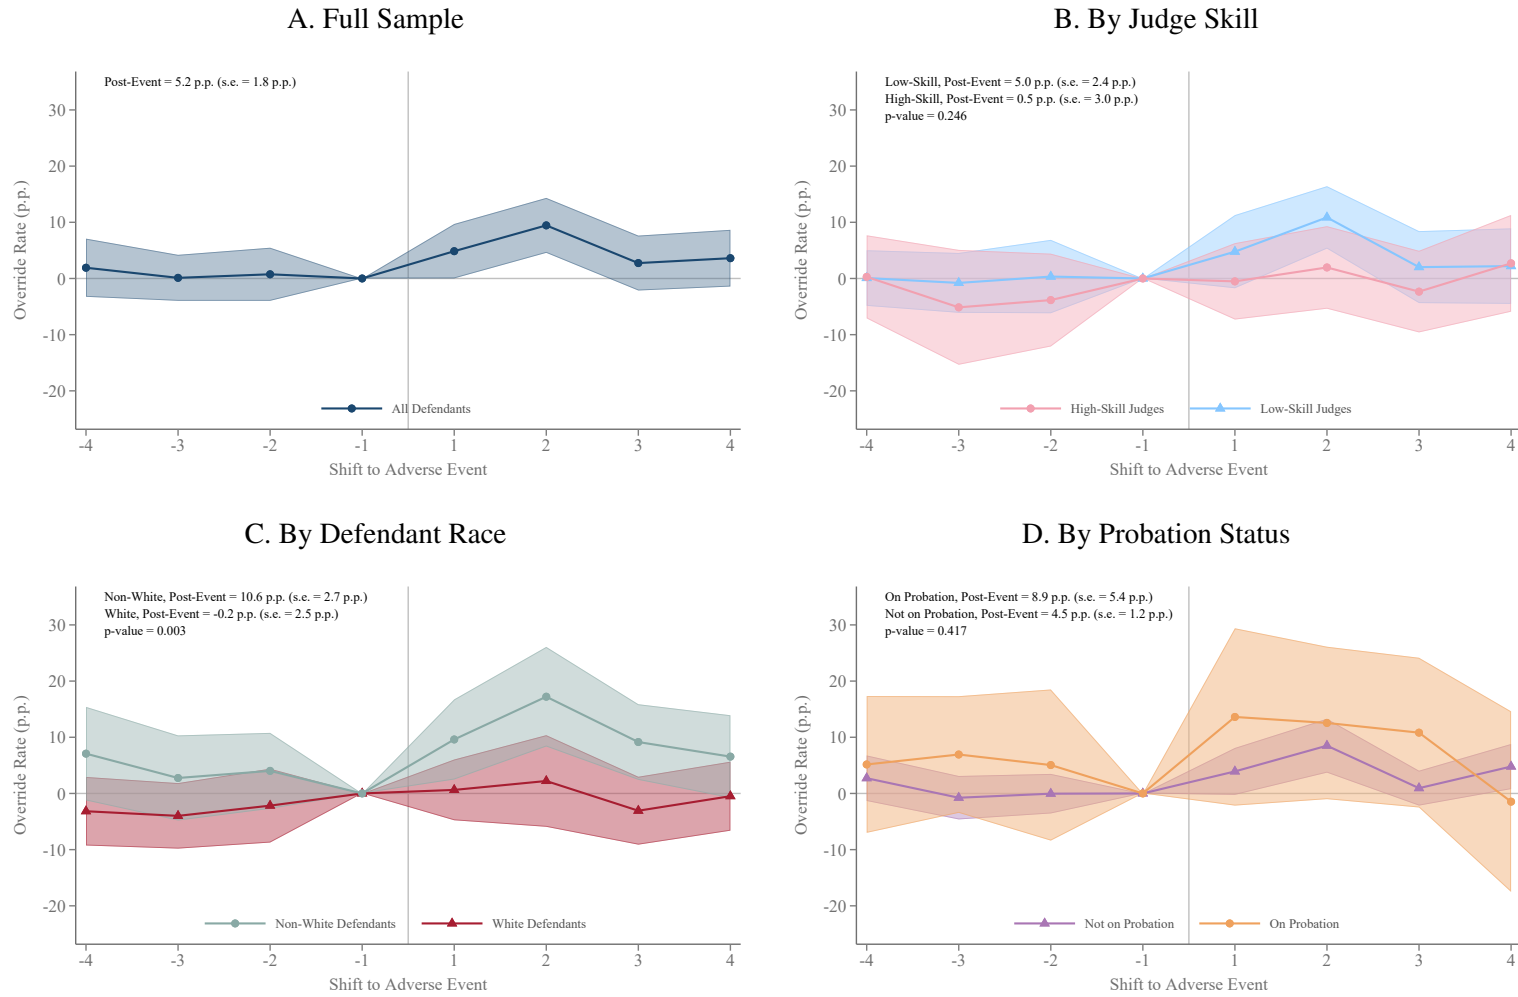 A. Full Sample
Post-Event = 5.2 p.p. (s.e. = 1.8 p.p.)
Override Rate (p.p.)
30
20
10
0
-10
-20
All Defendants
-4 -3 -2 -1 1 2 3 4
Shift to Adverse Event
B. By Judge Skill
Low-Skill, Post-Event = 5.0 p.p. (s.e. = 2.4 p.p.)
High-Skill, Post-Event = 0.5 p.p. (s.e. = 3.0 p.p.)
p-value = 0.246
Override Rate (p.p.)
30
20
10
0
-10
-20
High-Skill Judges Low-Skill Judges
-4 -3 -2 -1 1 2 3 4
Shift to Adverse Event
C. By Defendant Race
Non-White, Post-Event = 10.6 p.p. (s.e. = 2.7 p.p.)
White, Post-Event = -0.2 p.p. (s.e. = 2.5 p.p.)
p-value = 0.003
Override Rate (p.p.)
30
20
10
0
-10
-20
Non-White Defendants White Defendants
-4 -3 -2 -1 1 2 3 4
Shift to Adverse Event
D. By Probation Status
On Probation, Post-Event = 8.9 p.p. (s.e. = 5.4 p.p.)
Not on Probation, Post-Event = 4.5 p.p. (s.e. = 1.2 p.p.)
p-value = 0.417
Override Rate (p.p.)
30
20
10
0
-10
-20
Not on Probation On Probation
-4 -3 -2 -1 1 2 3 4
Shift to Adverse Event